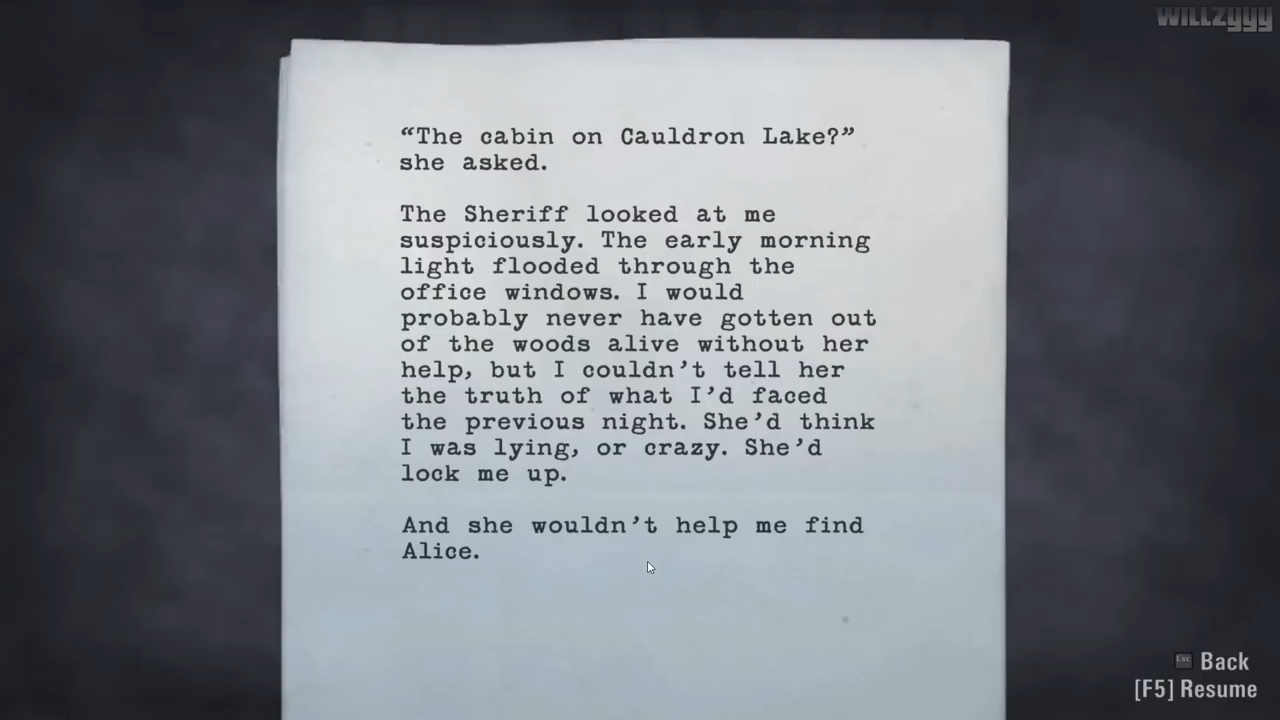 WILLZYYY
“The cabin on Cauldron Lake?”
she asked.
The Sheriff looked at me
suspiciously. The early morning
light flooded through the
office windows. I would
probably never have gotten out
of the woods alive without her
help, but I couldn’t tell her
the truth of what I’d faced
the previous night. She’d think
I was lying, or crazy. She’d
lock me up.
And she wouldn’t help me find
Alice.
Esc Back
[F5] Resume